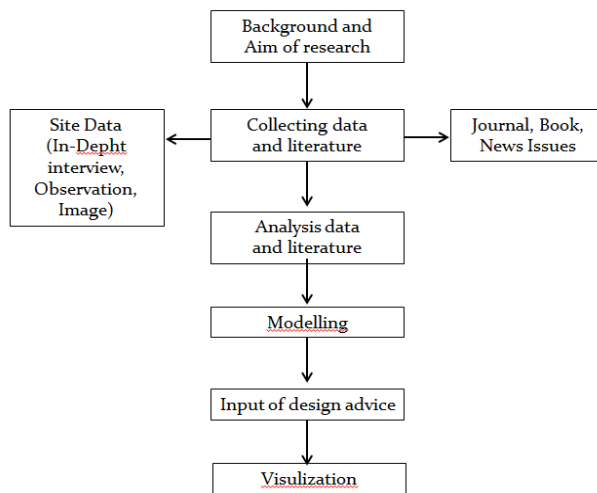 Background and
Aim of research
Site Data
(In-Depht
interview,
Observation,
Image)
Collecting data
and literature
Journal, Book,
News Issues
Analysis data
and literature
Modelling
Input of design advice
Visulization